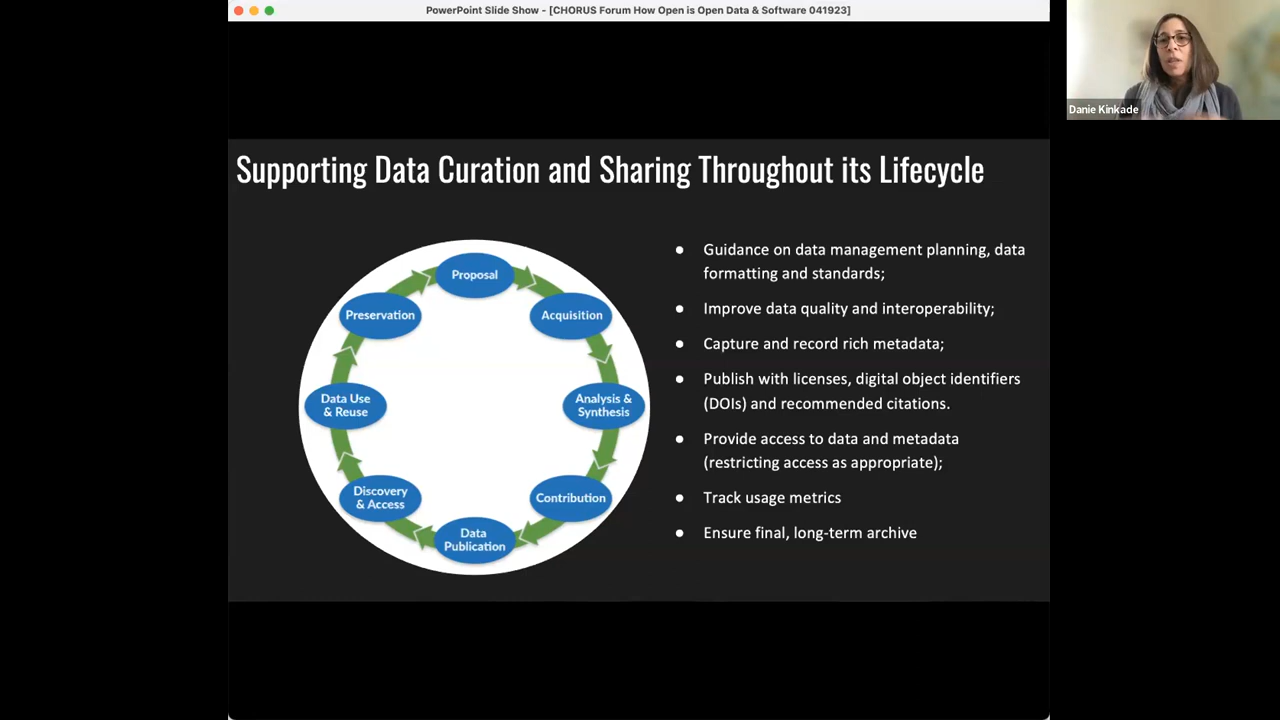 PowerPoint Slide Show - [CHORUS Forum How Open is Open Data & Software 041923]
Danie Kinkade
Supporting Data Curation and Sharing Throughout its Lifecycle
Proposal
Acquisition
Analysis &
Synthesis
Contribution
Data
Publication
Discovery
& Access
Data Use
& Reuse
Preservation
● Guidance on data management planning, data
formatting and standards;
● Improve data quality and interoperability;
● Capture and record rich metadata;
● Publish with licenses, digital object identifiers
(DOIs) and recommended citations.
● Provide access to data and metadata
(restricting access as appropriate);
● Track usage metrics
● Ensure final, long-term archive